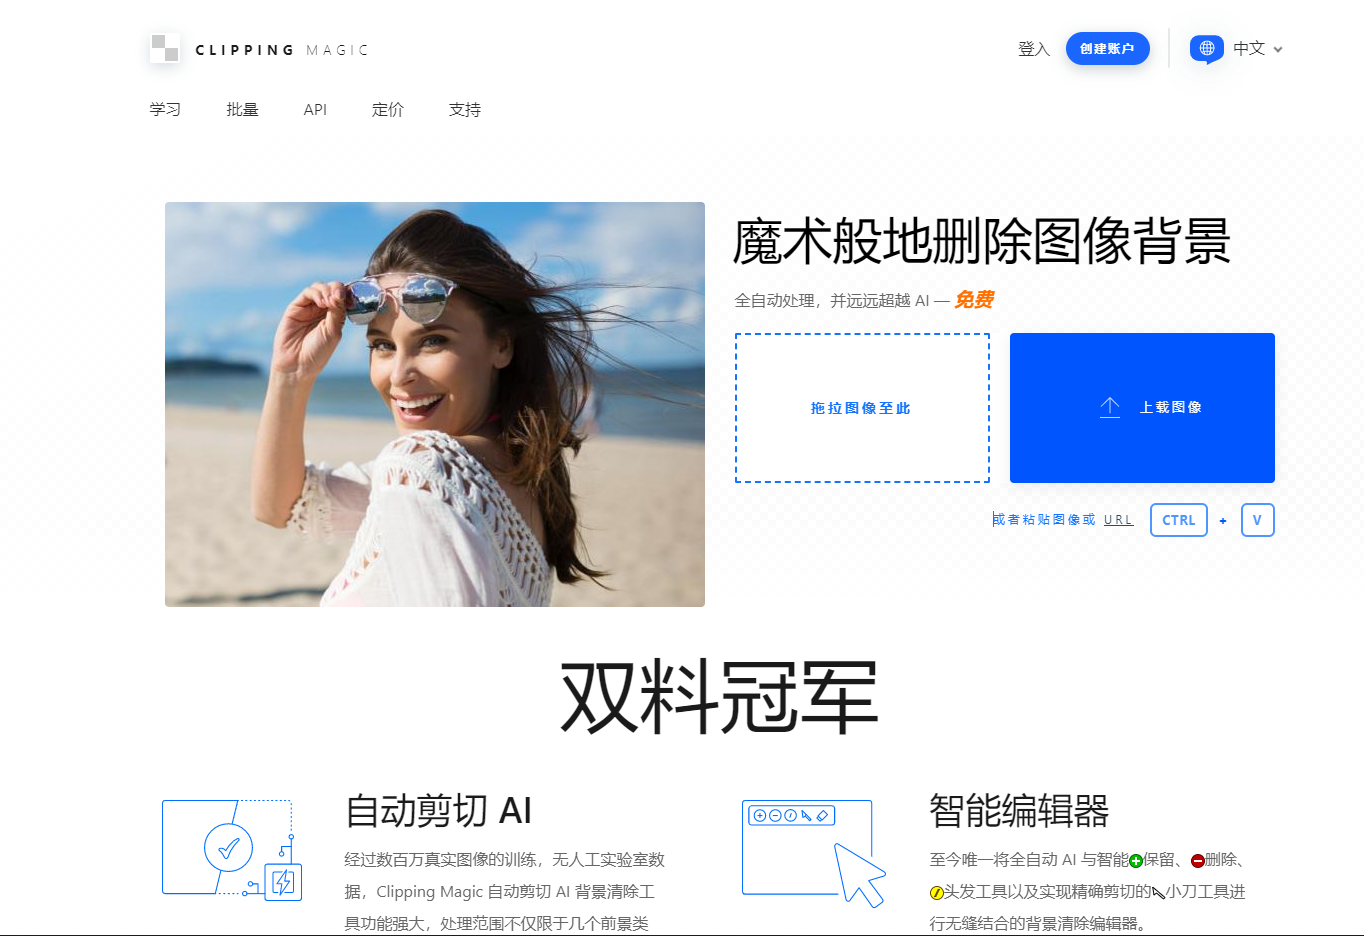 CLIPPING MAGIC
登入
创建账户
中文
学习
批量
API
定价
支持
魔术般地删除图像背景
全自动处理，并远远超越 AI — 免费
拖拉图像至此
上载图像
或者粘贴图像或 URL
CTRL + V
双料冠军
自动剪切 AI
经过数百万真实图像的训练，无人工实验室数
据，Clipping Magic 自动剪切 AI 背景清除工
具功能强大，处理范围不仅限于几个前景类
智能编辑器
至今唯一将全自动 AI 与智能保留、删除、
头发工具以及实现精确剪切的小刀工具进
行无缝结合的背景清除编辑器。